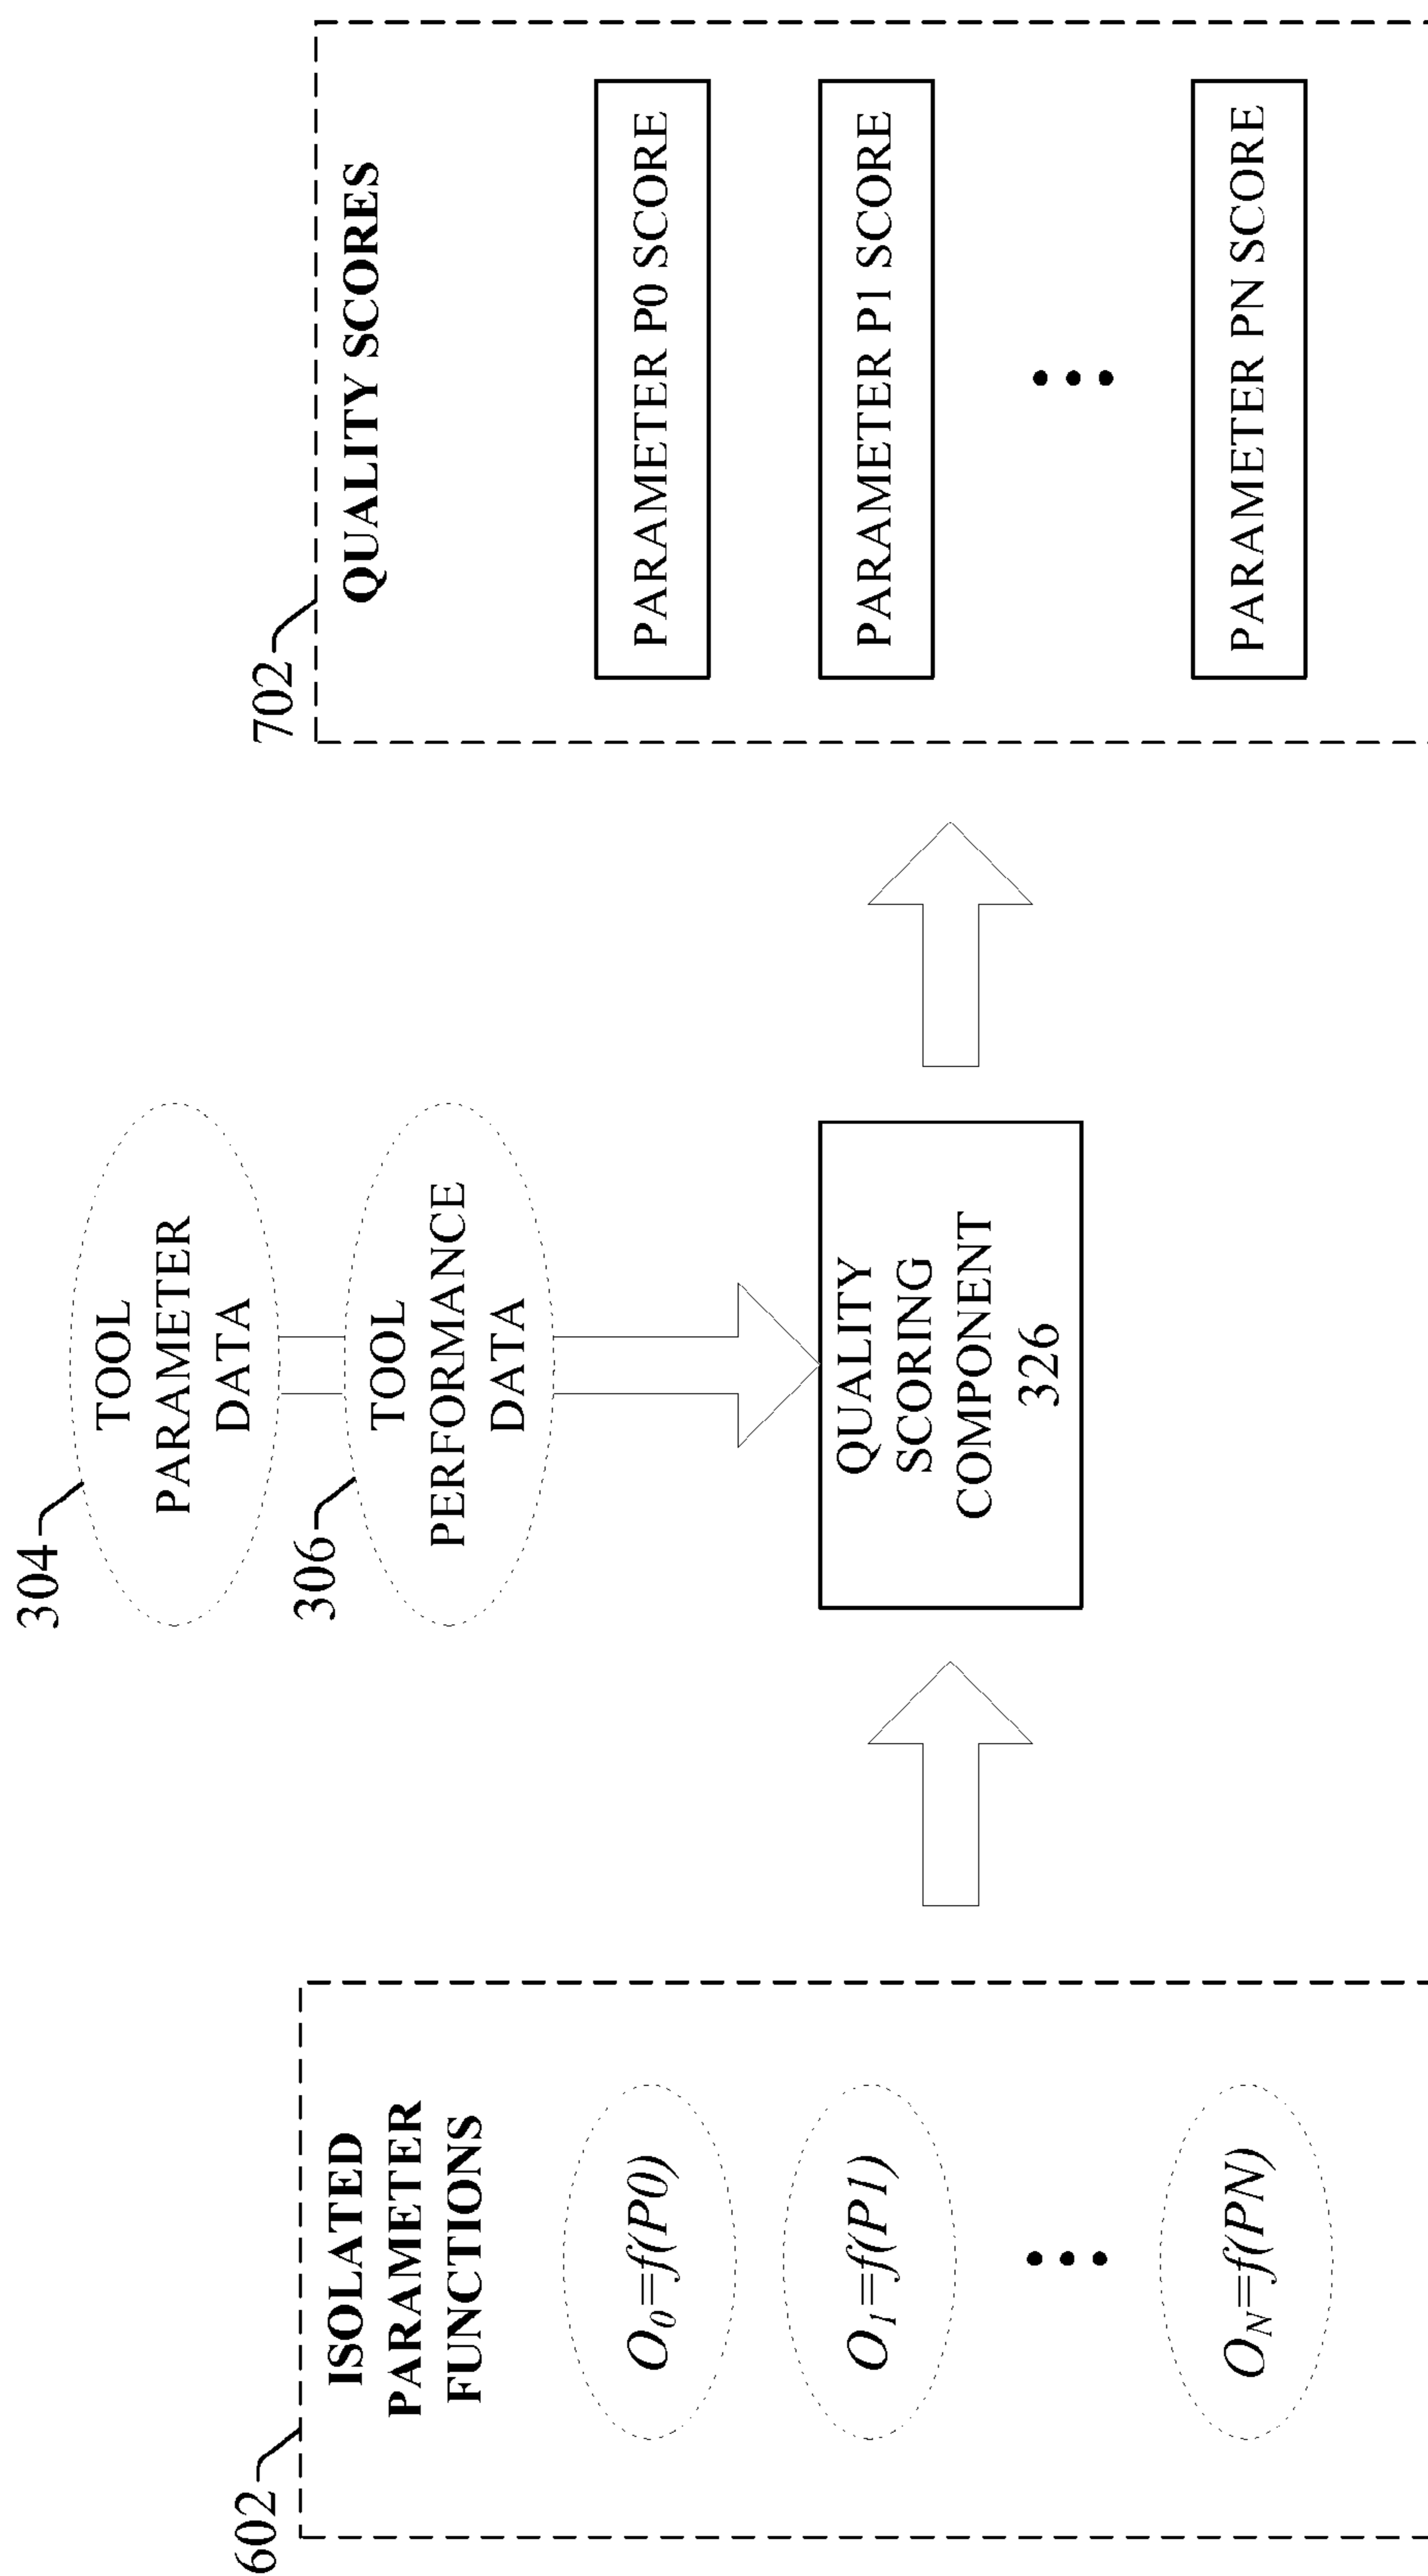 304
TOOL
PARAMETER
DATA
306
TOOL
PERFORMANCE
DATA
602
ISOLATED
PARAMETER
FUNCTIONS
O0=f(P0)
O1=f(P1)
ON=f(PN)
QUALITY
SCORING
COMPONENT
326
702
QUALITY SCORES
PARAMETER P0 SCORE
PARAMETER P1 SCORE
PARAMETER PN SCORE